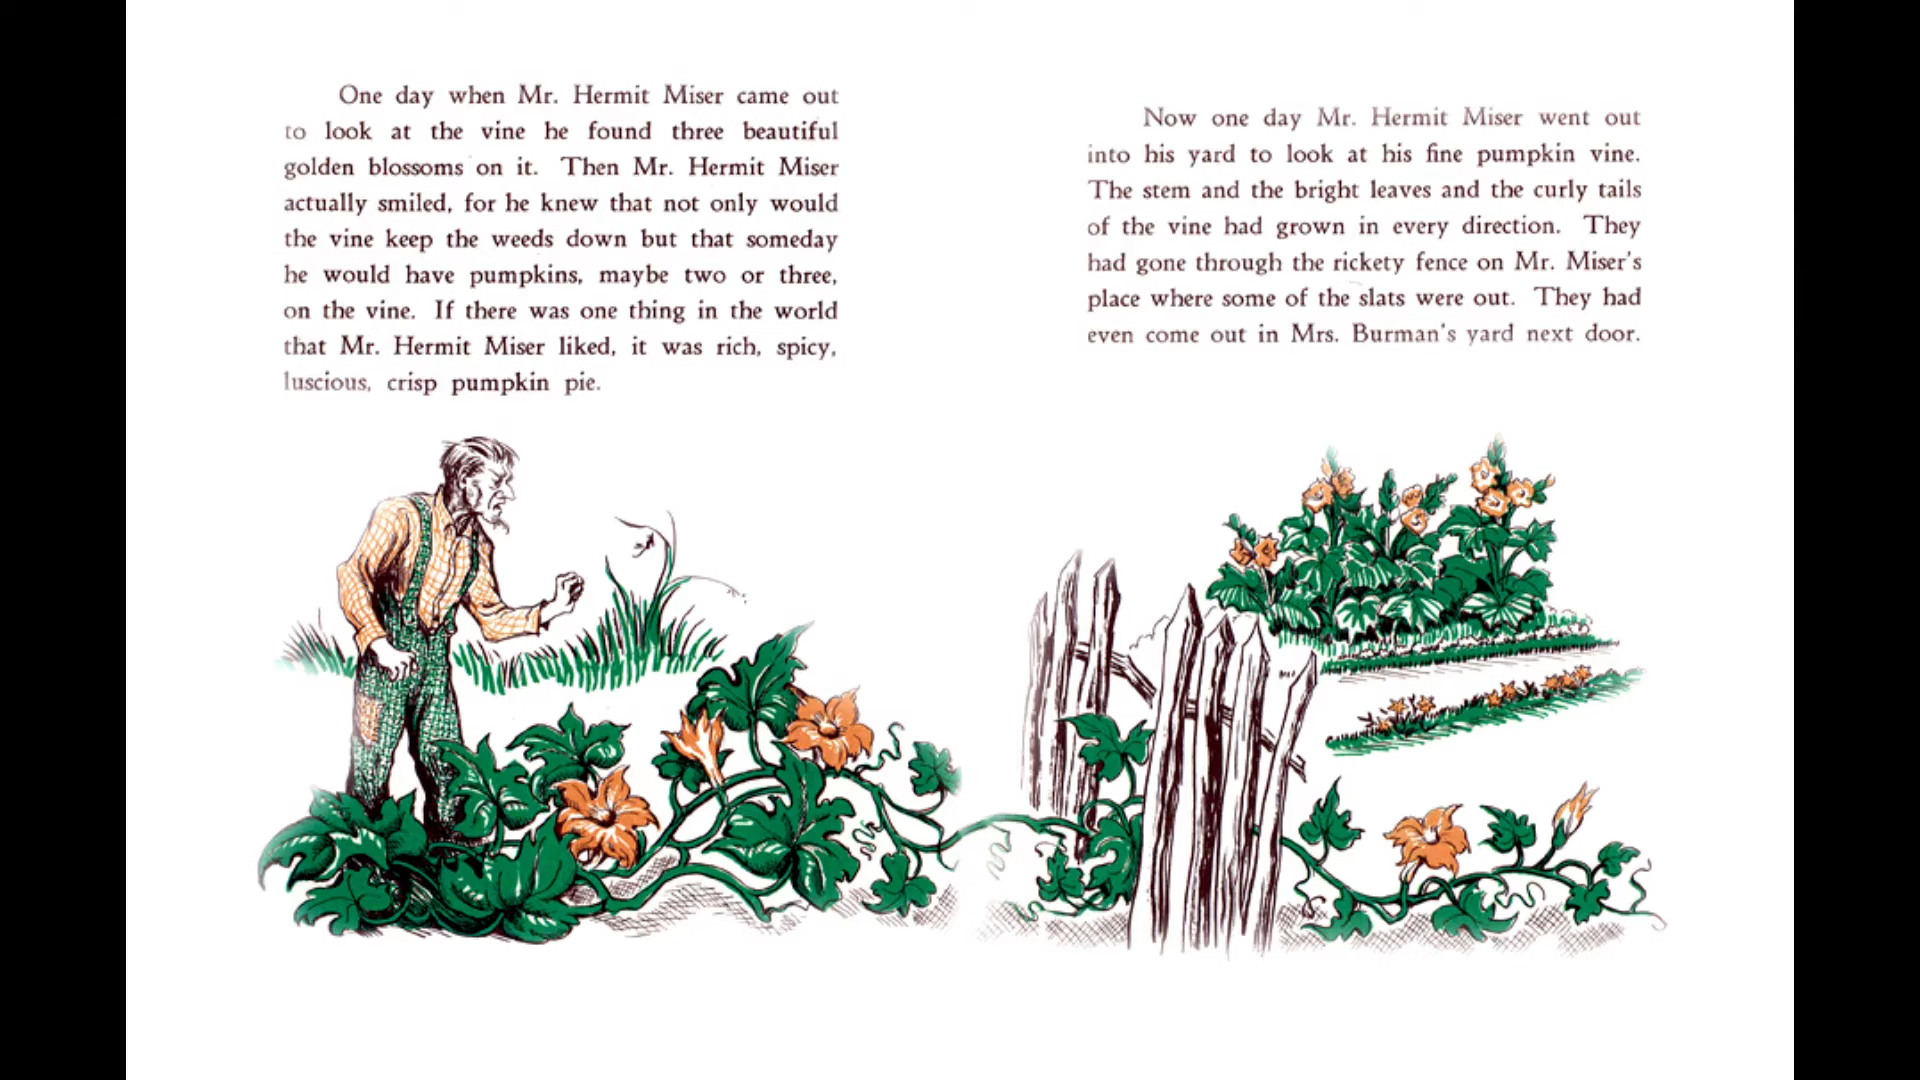 One day when Mr. Hermit Miser came out
to look at the vine he found three beautiful
golden blossoms on it. Then Mr. Hermit Miser
actually smiled, for he knew that not only would
the vine keep the weeds down but that someday
he would have pumpkins, maybe two or three,
on the vine. If there was one thing in the world
that Mr. Hermit Miser liked, it was rich, spicy,
luscious, crisp pumpkin pie.
Now one day Mr. Hermit Miser went out
into his yard to look at his fine pumpkin vine.
The stem and the bright leaves and the curly tails
of the vine had grown in every direction. They
had gone through the rickety fence on Mr. Miser's
place where some of the slats were out. They had
even come out in Mrs. Burman's yard next door.